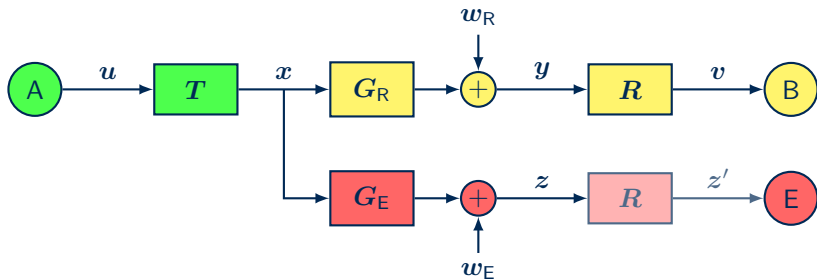 w_R
A u T x G_R + y R v B
G_E + z R z′ E
w_E